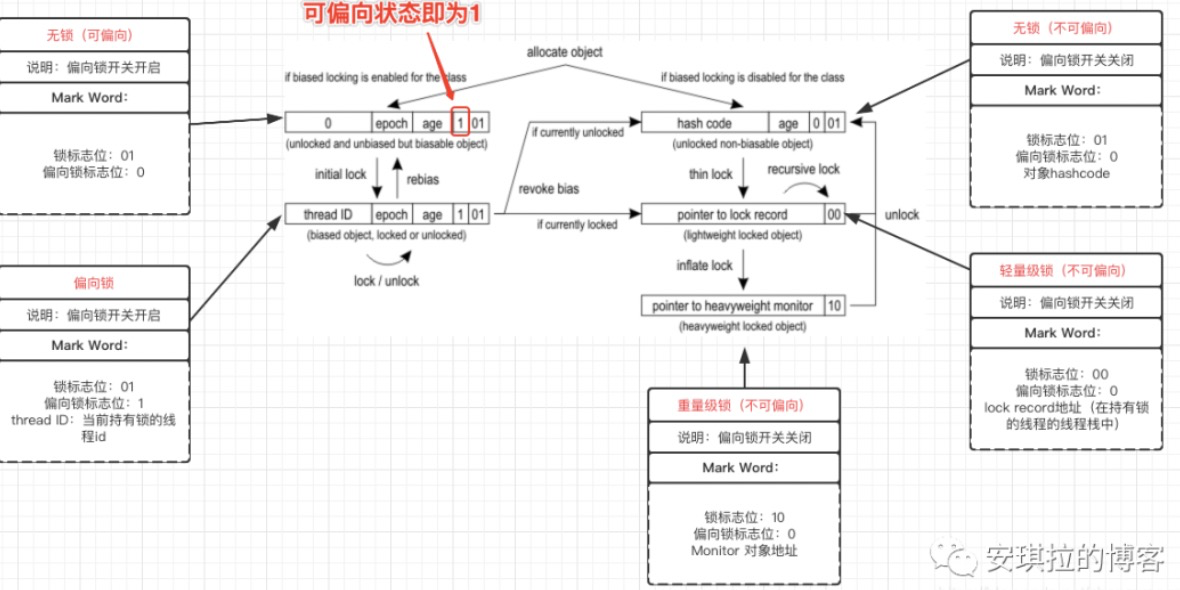 可偏向状态即为1
无锁（可偏向）
说明：偏向锁开关开启
Mark Word:
锁标志位：01
偏向锁标志位：0
偏向锁
说明：偏向锁开关开启
Mark Word:
锁标志位：01
偏向锁标志位：1
thread ID：当前持有锁的线
程id
allocate object
if biased locking is enabled for the class
if biased locking is disabled for the class
0 epoch age 1 01
(unlocked and unbiased but biasable object)
initial lock
rebias
thread ID epoch age 1 01
(biased object, locked or unlocked)
lock / unlock
revoke bias
if currently unlocked
if currently locked
hash code age 0 01
(unlocked non-biasable object)
thin lock
recursive lock
pointer to lock record 00
(lightweight locked object)
unlock
inflate lock
pointer to heavyweight monitor 10
(heavyweight locked object)
重量级锁（不可偏向）
说明：偏向锁开关关闭
Mark Word:
锁标志位：10
偏向锁标志位：0
Monitor 对象地址
无锁（不可偏向）
说明：偏向锁开关关闭
Mark Word:
锁标志位：01
偏向锁标志位：0
对象hashcode
轻量级锁（不可偏向）
说明：偏向锁开关关闭
Mark Word:
锁标志位：00
偏向锁标志位：0
lock record地址（在持有锁
的线程的线程栈中）
安琪拉的博客